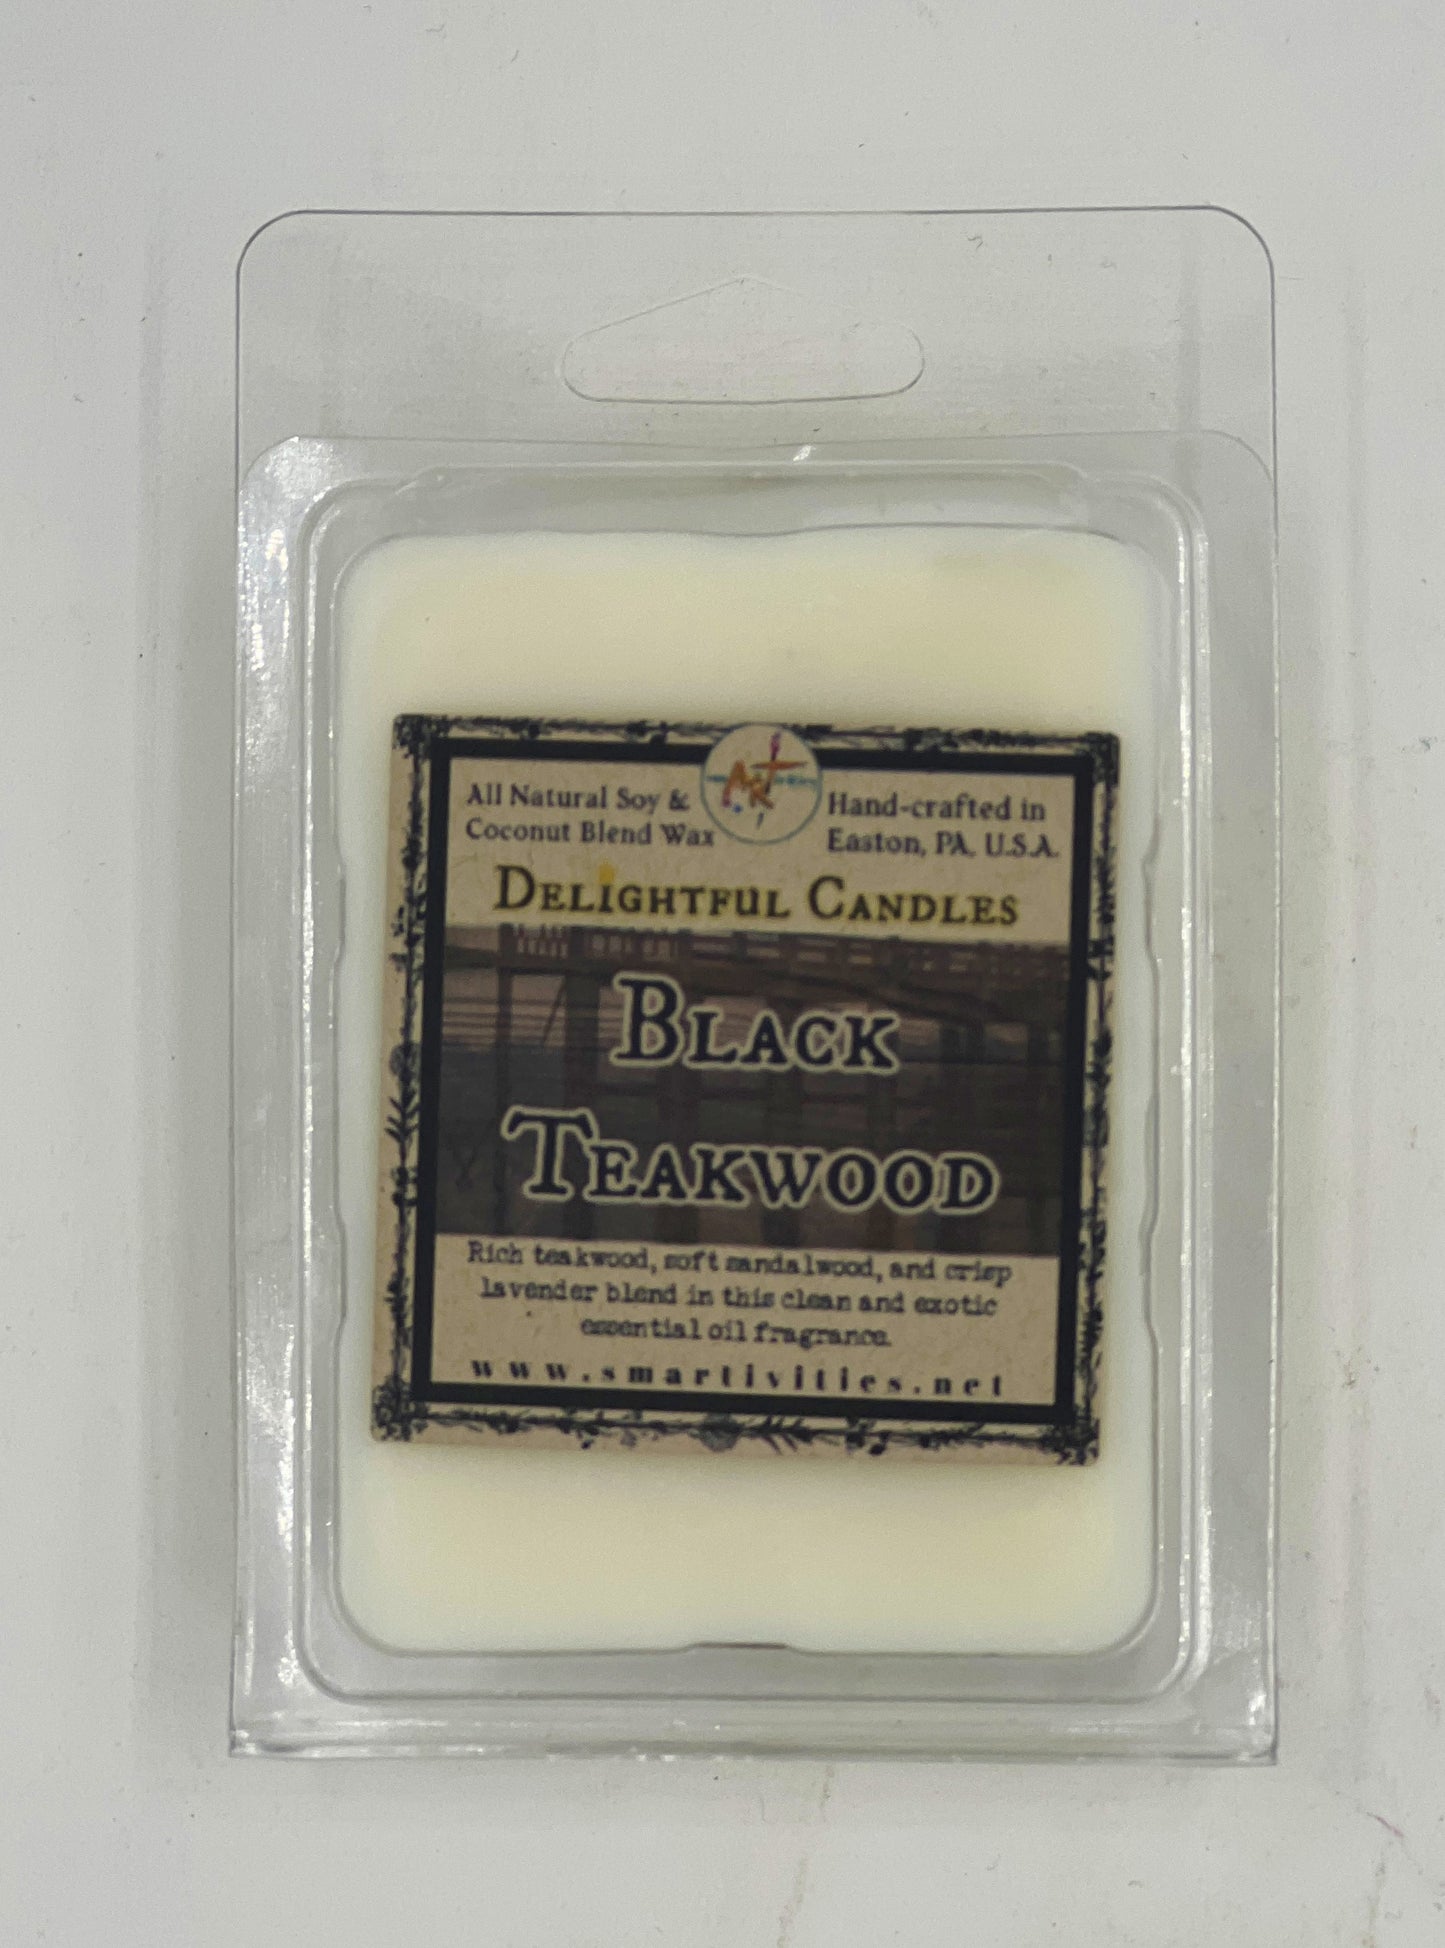 All Natural Soy &
Coconut Blend Wax
Hand-crafted in
Easton, PA, U.S.A.
Delightful Candles
Black
Teakwood
Rich teakwood, soft sandalwood, and crisp
lavender blend in this clean and exotic
essential oil fragrance.
www.smartivities.net